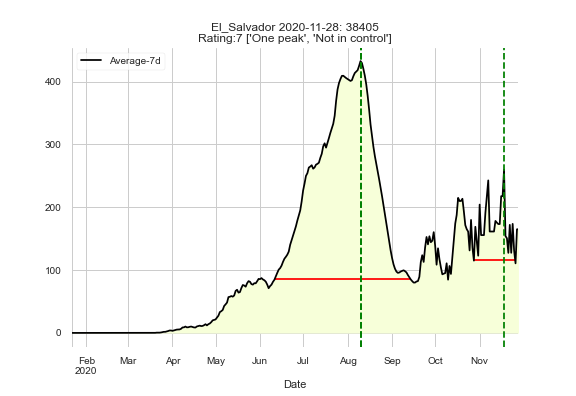 El_Salvador 2020-11-28: 38405
Rating:7 ['One peak', 'Not in control']
Average-7d
400
300
200
100
0
Feb Mar Apr May Jun Jul Aug Sep Oct Nov
2020
Date